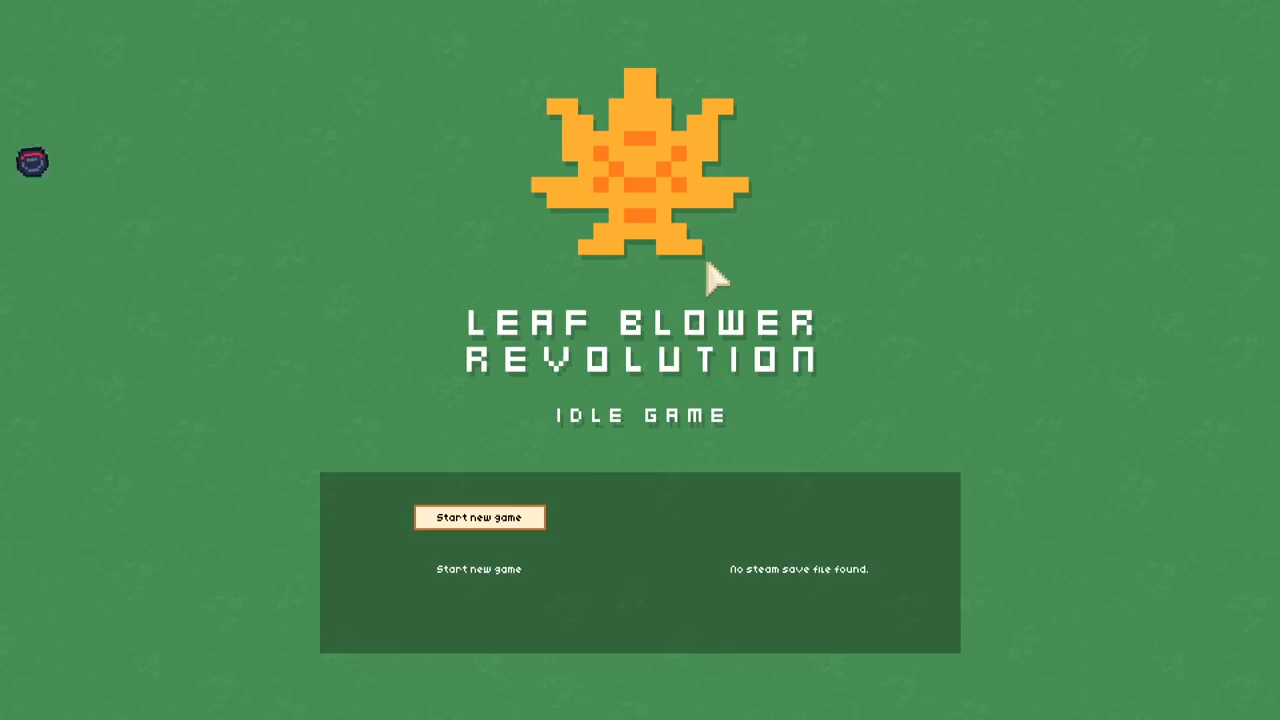 LEAF BLOWER
REVOLUTION
IDLE GAME
Start new game
Start new game
No steam save file found.